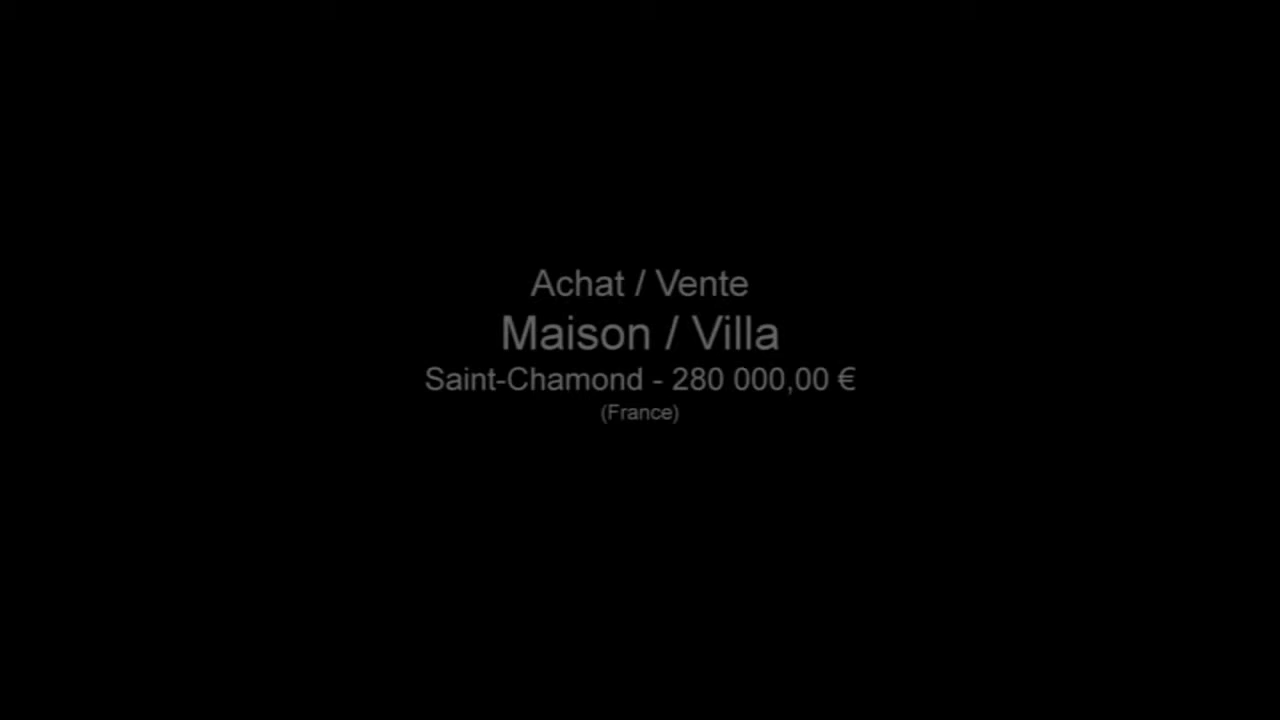 Achat / Vente
Maison / Villa
Saint-Chamond - 280 000,00 €
(France)